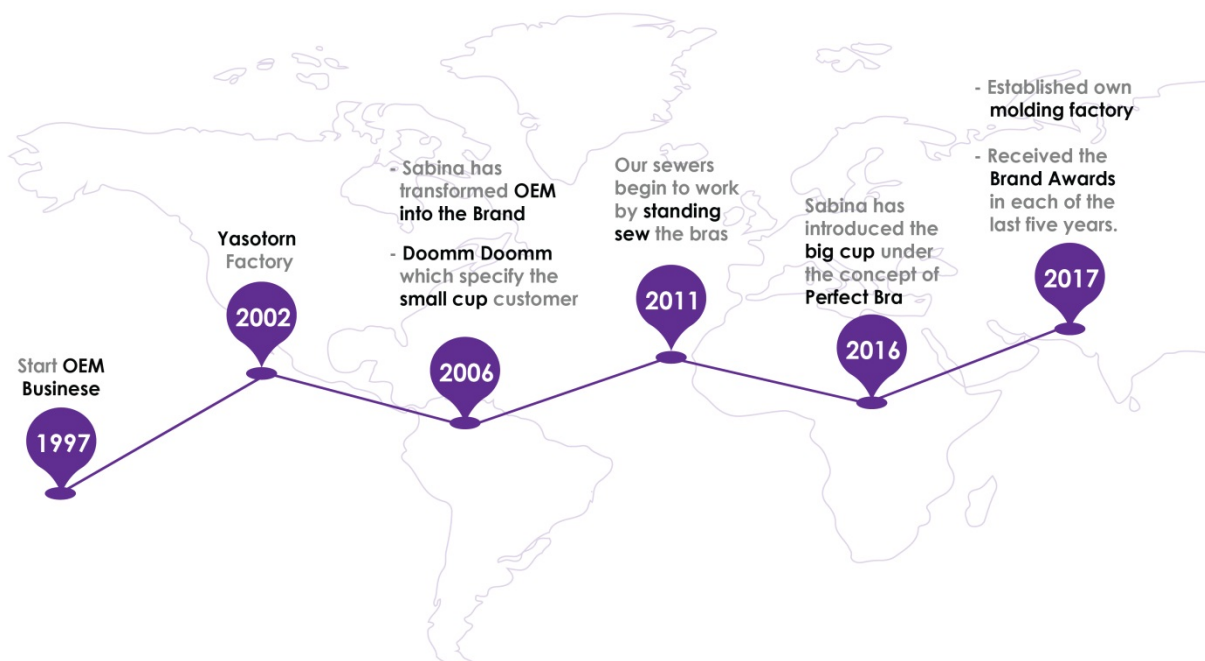 Start OEM
Businese
1997
Yasotorn
Factory
2002
- Sabina has
transformed OEM
into the Brand
- Doomm Doomm
which specify the
small cup customer
2006
Our sewers
begin to work
by standing
sew the bras
2011
Sabina has
introduced the
big cup under
the concept of
Perfect Bra
2016
- Established own
molding factory
- Received the
Brand Awards
in each of the
last five years.
2017